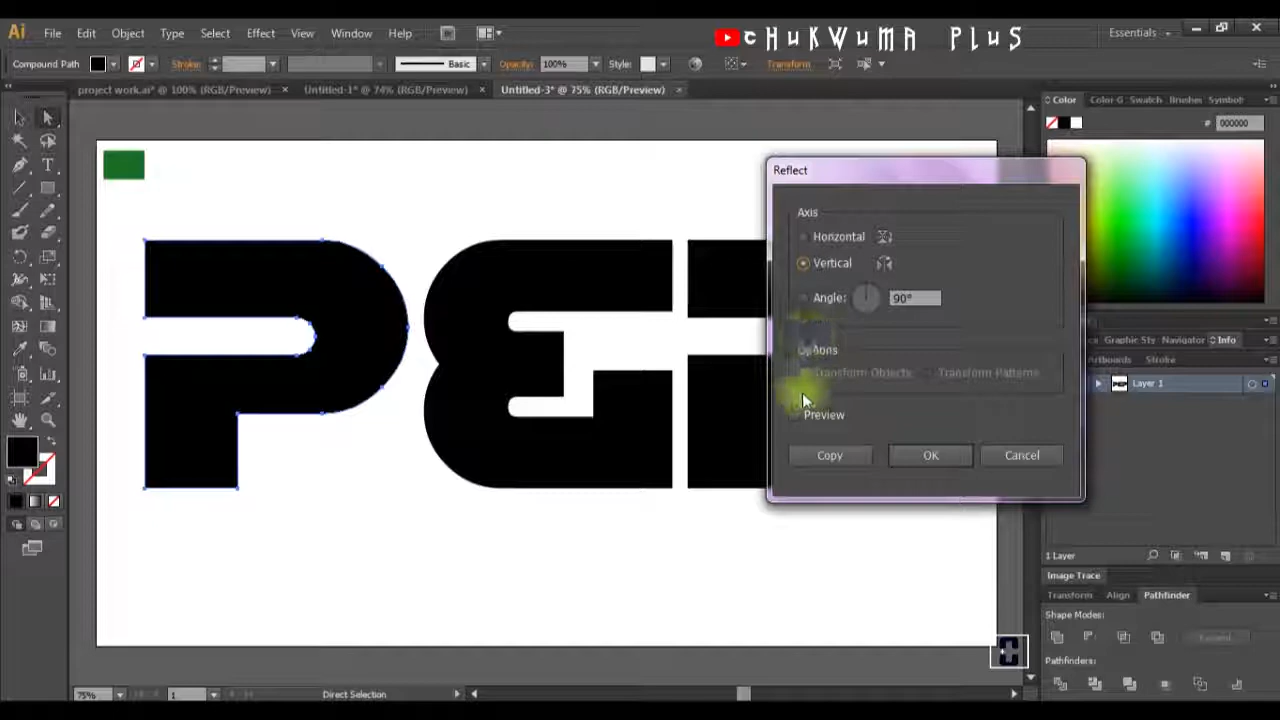 Ai File Edit Object Type Select Effect View Window Help
cHuKWuMA PluS
Essentials
Compound Path Stroke: Basic Opacity: 100% Style: Transform
project work.ai* @ 100% (RGB/Preview) × Untitled-1* @ 74% (RGB/Preview) × Untitled-3* @ 75% (RGB/Preview) ×
Color Color-G Swatch Brushes Symbols
# 000000
Reflect
Axis
Horizontal
Vertical
Angle: 90°
Options
Transform Objects Transform Patterns
Preview
Copy OK Cancel
Graphic Sty Navigator Info
Artboards Stroke
Layer 1
1 Layer
Image Trace
Transform Align Pathfinder
Shape Modes:
Expand
Pathfinders:
75% 1 Direct Selection